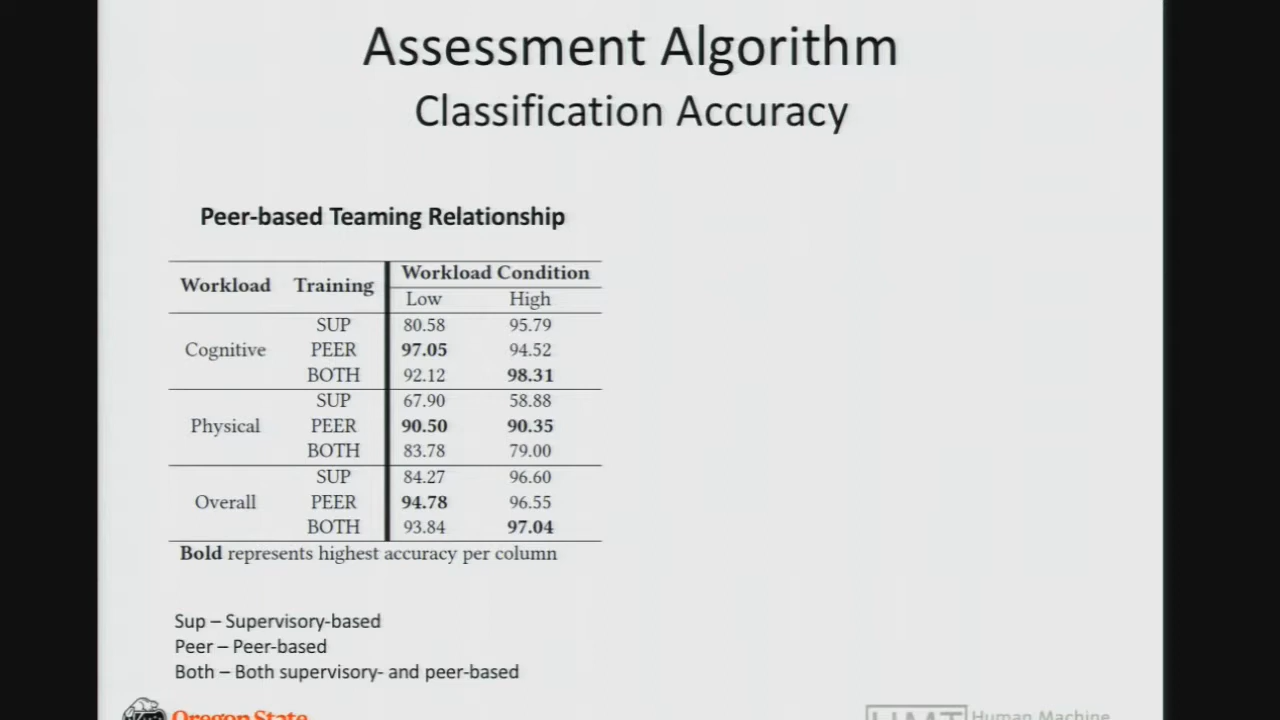 Assessment Algorithm
Classification Accuracy
Peer-based Teaming Relationship
Workload Training Workload Condition
Low High
SUP 80.58 95.79
Cognitive PEER 97.05 94.52
BOTH 92.12 98.31
SUP 67.90 58.88
Physical PEER 90.50 90.35
BOTH 83.78 79.00
SUP 84.27 96.60
Overall PEER 94.78 96.55
BOTH 93.84 97.04
Bold represents highest accuracy per column
Sup – Supervisory-based
Peer – Peer-based
Both – Both supervisory- and peer-based
Oregon State
HMT Human Machine